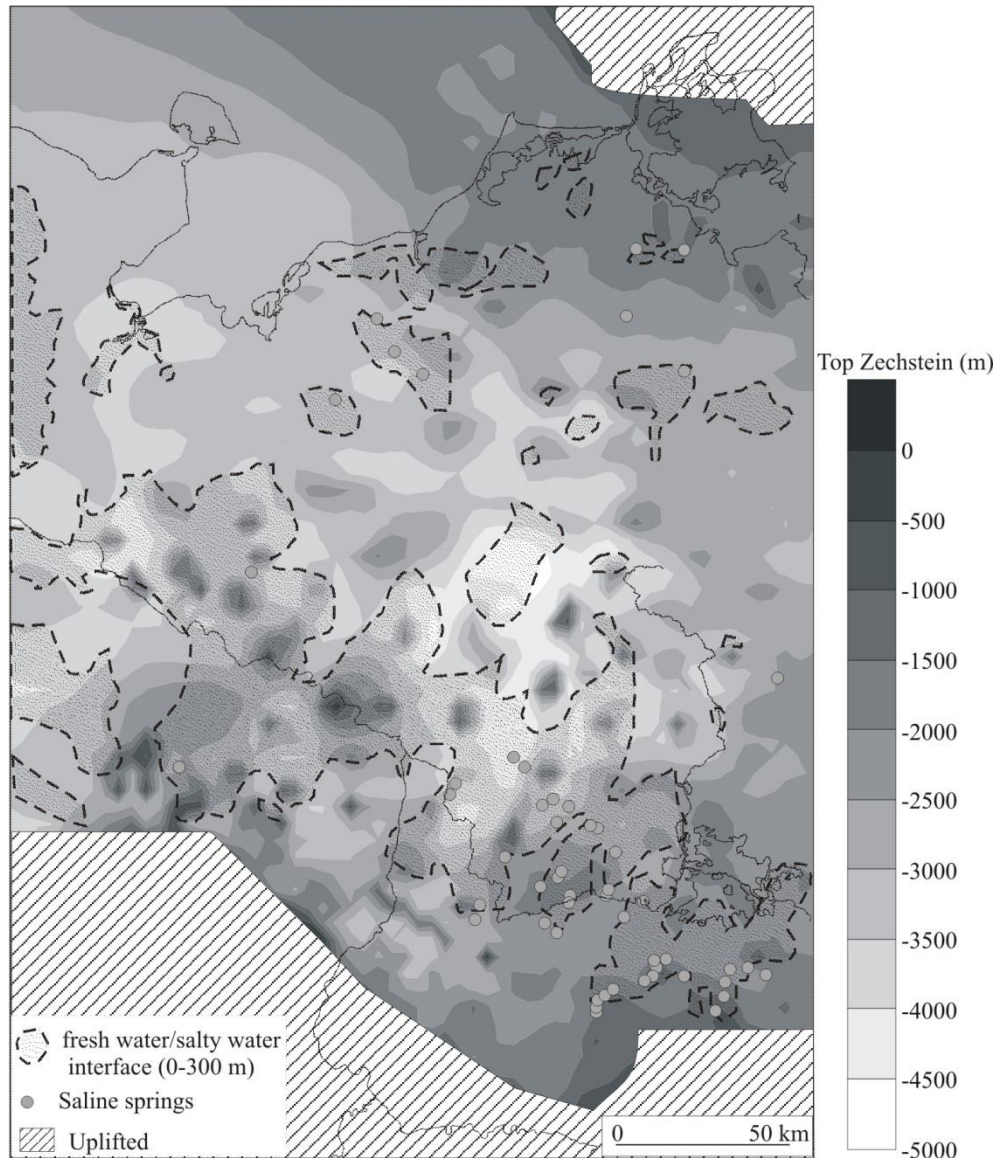 Top Zechstein (m)
0
-500
-1000
-1500
-2000
-2500
-3000
-3500
-4000
-4500
-5000
fresh water/salty water
interface (0-300 m)
Saline springs
Uplifted
0 50 km